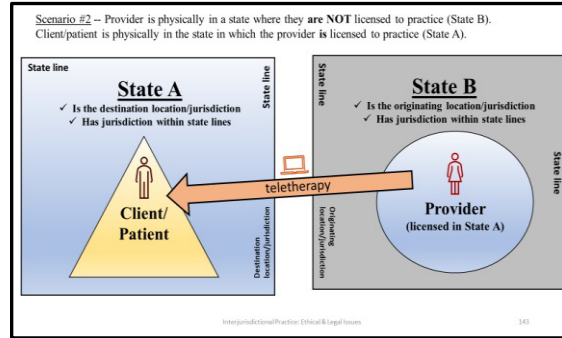 Scenario #2 -- Provider is physically in a state where they are NOT licensed to practice (State B).
Client/patient is physically in the state in which the provider is licensed to practice (State A).
State line
State A
✓ Is the destination location/jurisdiction
✓ Has jurisdiction within state lines
State line
Client/
Patient
Destination
location/jurisdiction
teletherapy
State line
State B
✓ Is the originating location/jurisdiction
✓ Has jurisdiction within state lines
State line
Originating
location/jurisdiction
Provider
(licensed in State A)
Interjurisdictional Practice: Ethical & Legal Issues
143